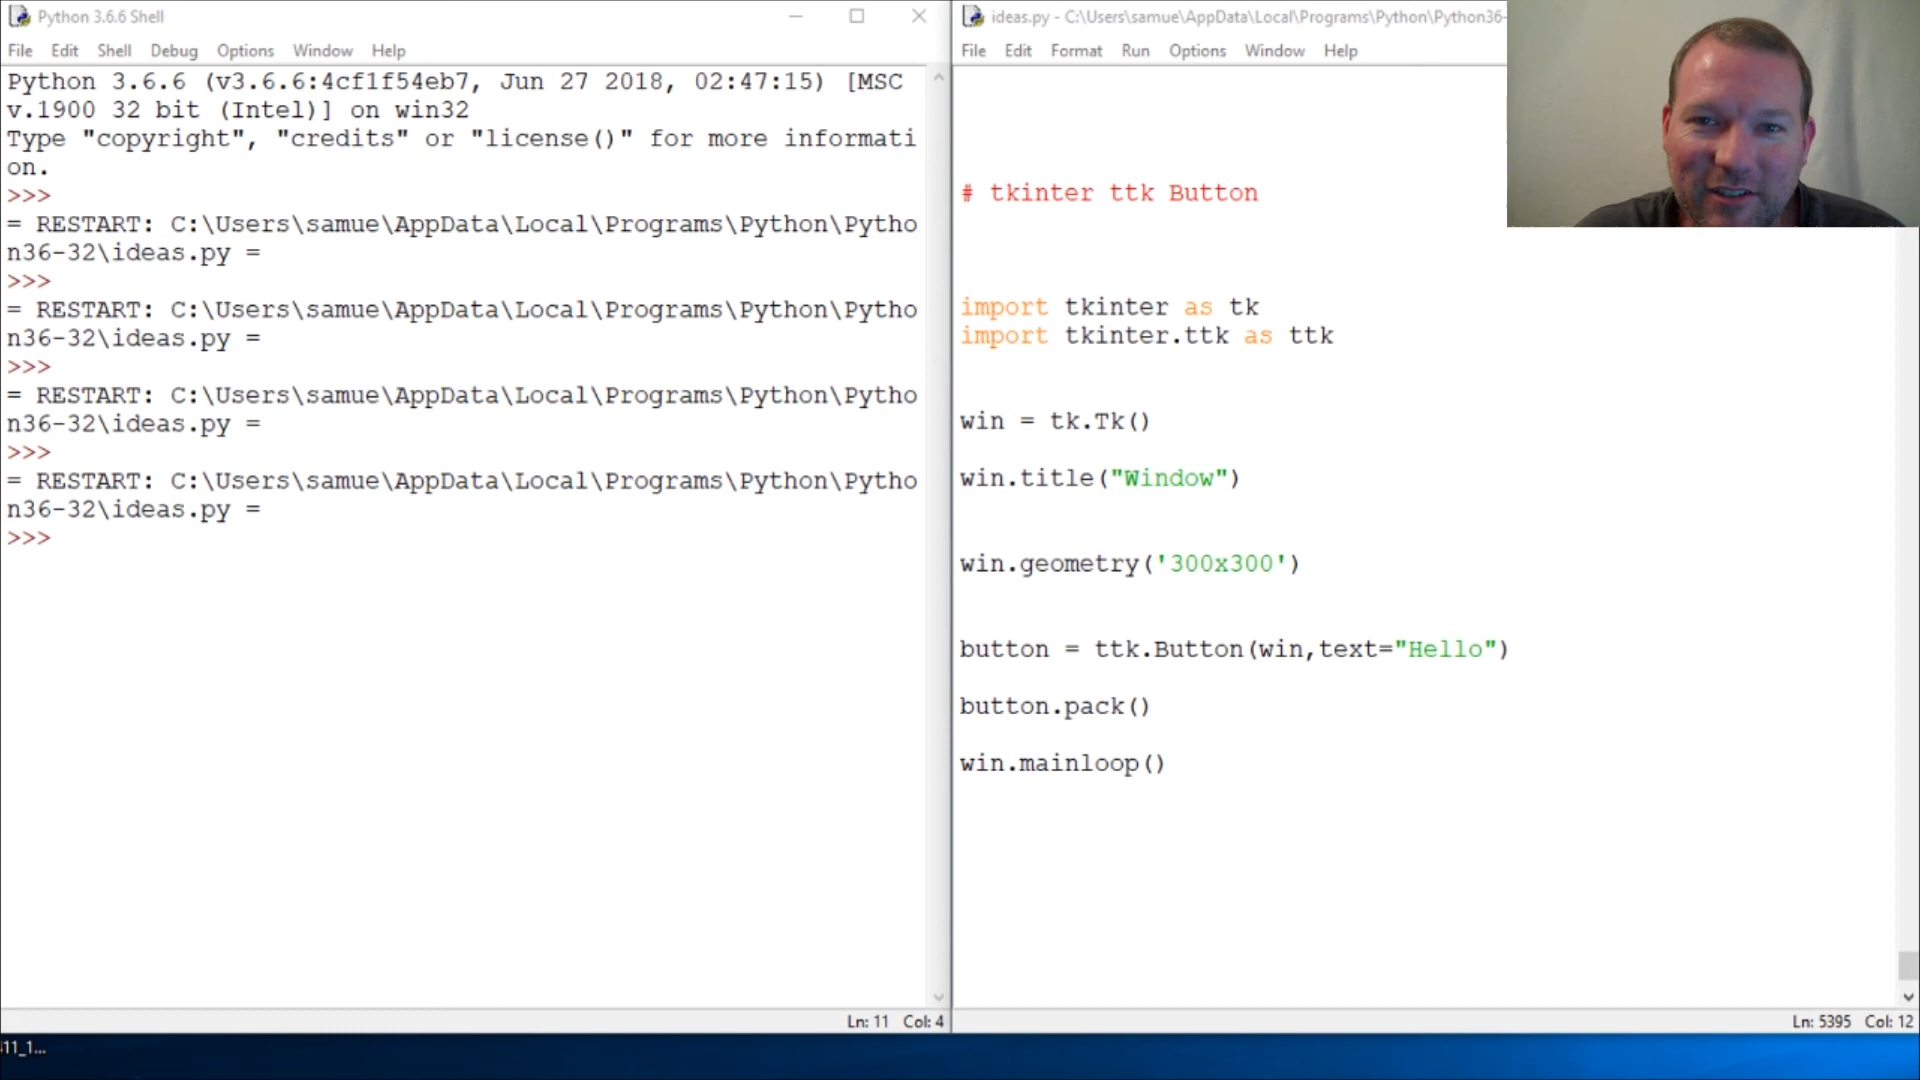 Python 3.6.6 Shell
File Edit Shell Debug Options Window Help
Python 3.6.6 (v3.6.6:4cf1f54eb7, Jun 27 2018, 02:47:15) [MSC
v.1900 32 bit (Intel)] on win32
Type "copyright", "credits" or "license()" for more informati
on.
>>>
= RESTART: C:\Users\samue\AppData\Local\Programs\Python\Pytho
n36-32\ideas.py =
>>>
= RESTART: C:\Users\samue\AppData\Local\Programs\Python\Pytho
n36-32\ideas.py =
>>>
= RESTART: C:\Users\samue\AppData\Local\Programs\Python\Pytho
n36-32\ideas.py =
>>>
= RESTART: C:\Users\samue\AppData\Local\Programs\Python\Pytho
n36-32\ideas.py =
>>>
Ln: 11 Col: 4
ideas.py - C:\Users\samue\AppData\Local\Programs\Python\Python36-
File Edit Format Run Options Window Help
# tkinter ttk Button
import tkinter as tk
import tkinter.ttk as ttk
win = tk.Tk()
win.title("Window")
win.geometry('300x300')
button = ttk.Button(win,text="Hello")
button.pack()
win.mainloop()
Ln: 5395 Col: 12
11_1...